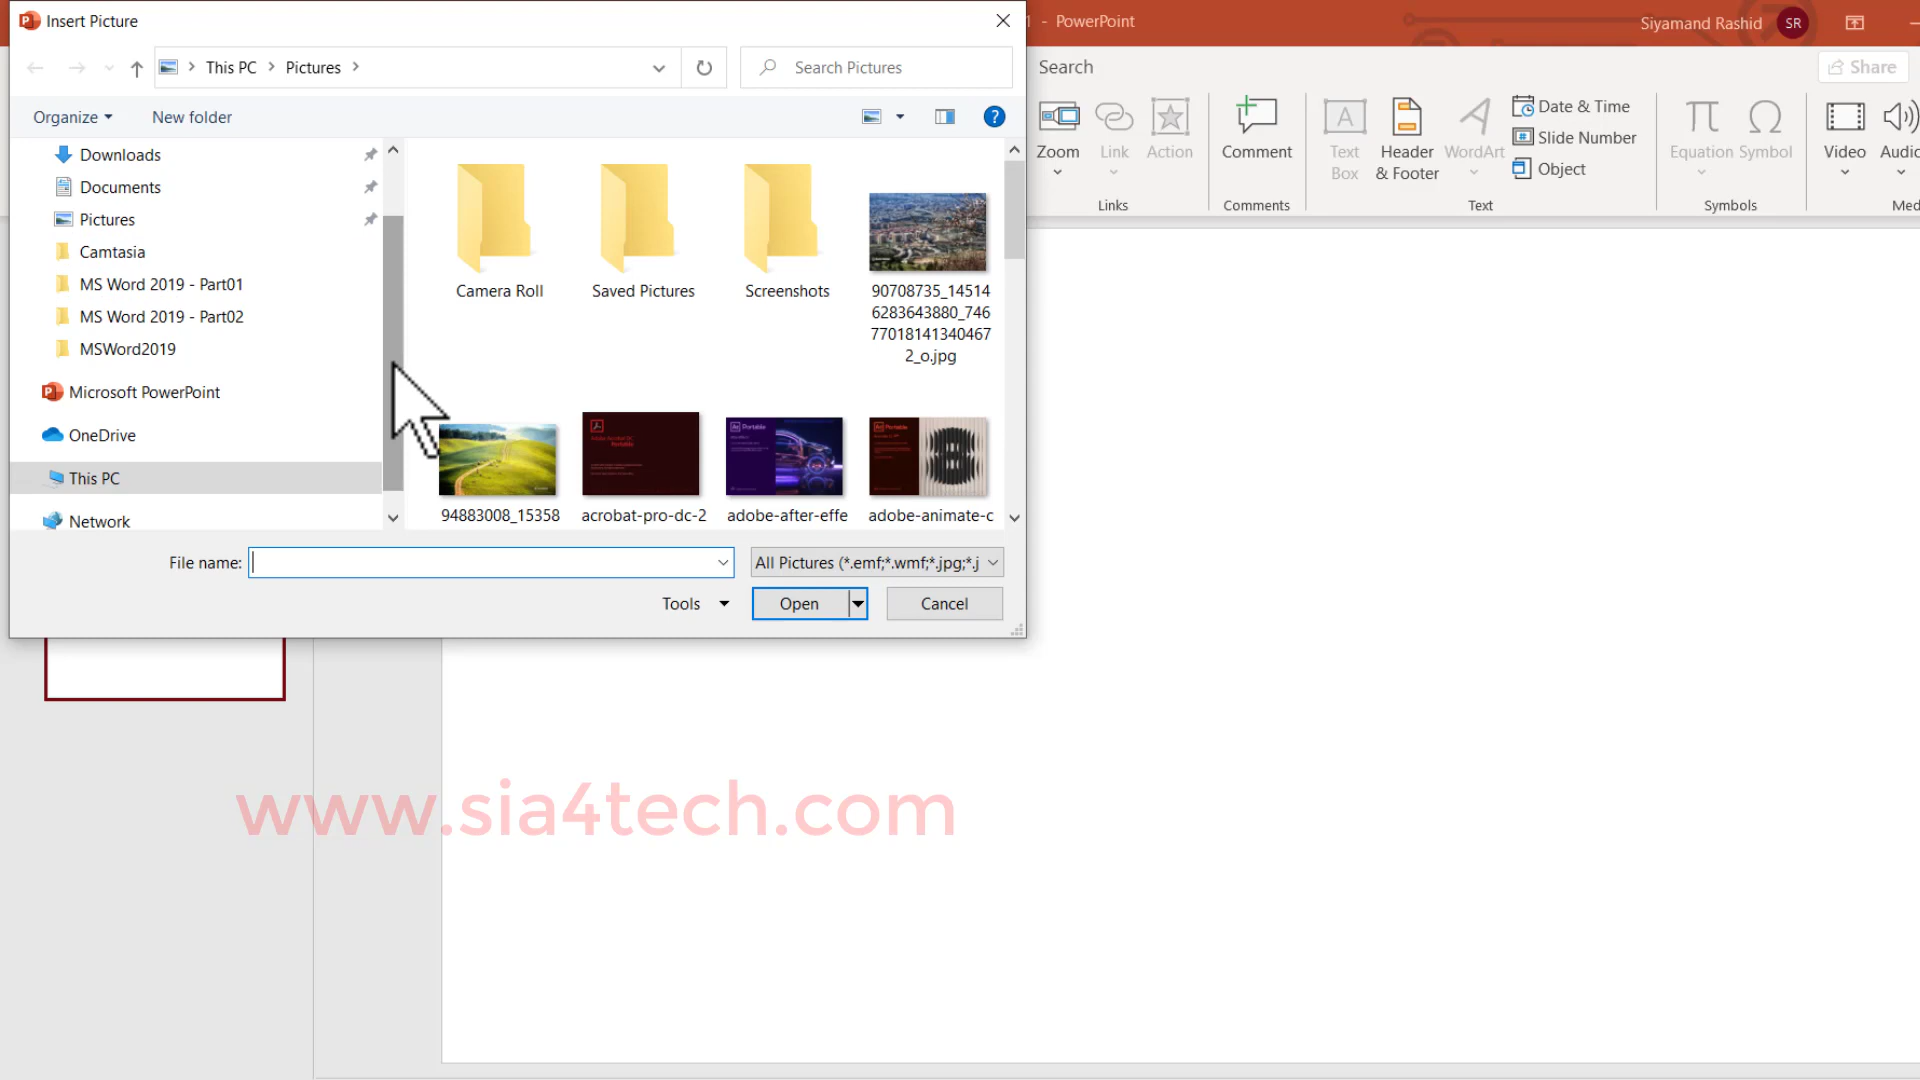 Insert Picture
- PowerPoint
Siyamand Rashid
SR
This PC
Pictures
Search Pictures
Search
Share
Organize
New folder
?
Downloads
Documents
Pictures
Camtasia
MS Word 2019 - Part01
MS Word 2019 - Part02
MSWord2019
Microsoft PowerPoint
OneDrive
This PC
Network
Camera Roll
Saved Pictures
Screenshots
90708735_14514
6283643880_746
77018141340467
2_o.jpg
94883008_15358
acrobat-pro-dc-2
adobe-after-effe
adobe-animate-c
File name:
All Pictures (*.emf;*.wmf;*.jpg;*.j
Tools
Open
Cancel
Zoom
Link
Action
Links
Comment
Comments
Text
Box
Header
& Footer
WordArt
Date & Time
Slide Number
Object
Text
Equation
Symbol
Symbols
Video
Audio
Med
www.sia4tech.com